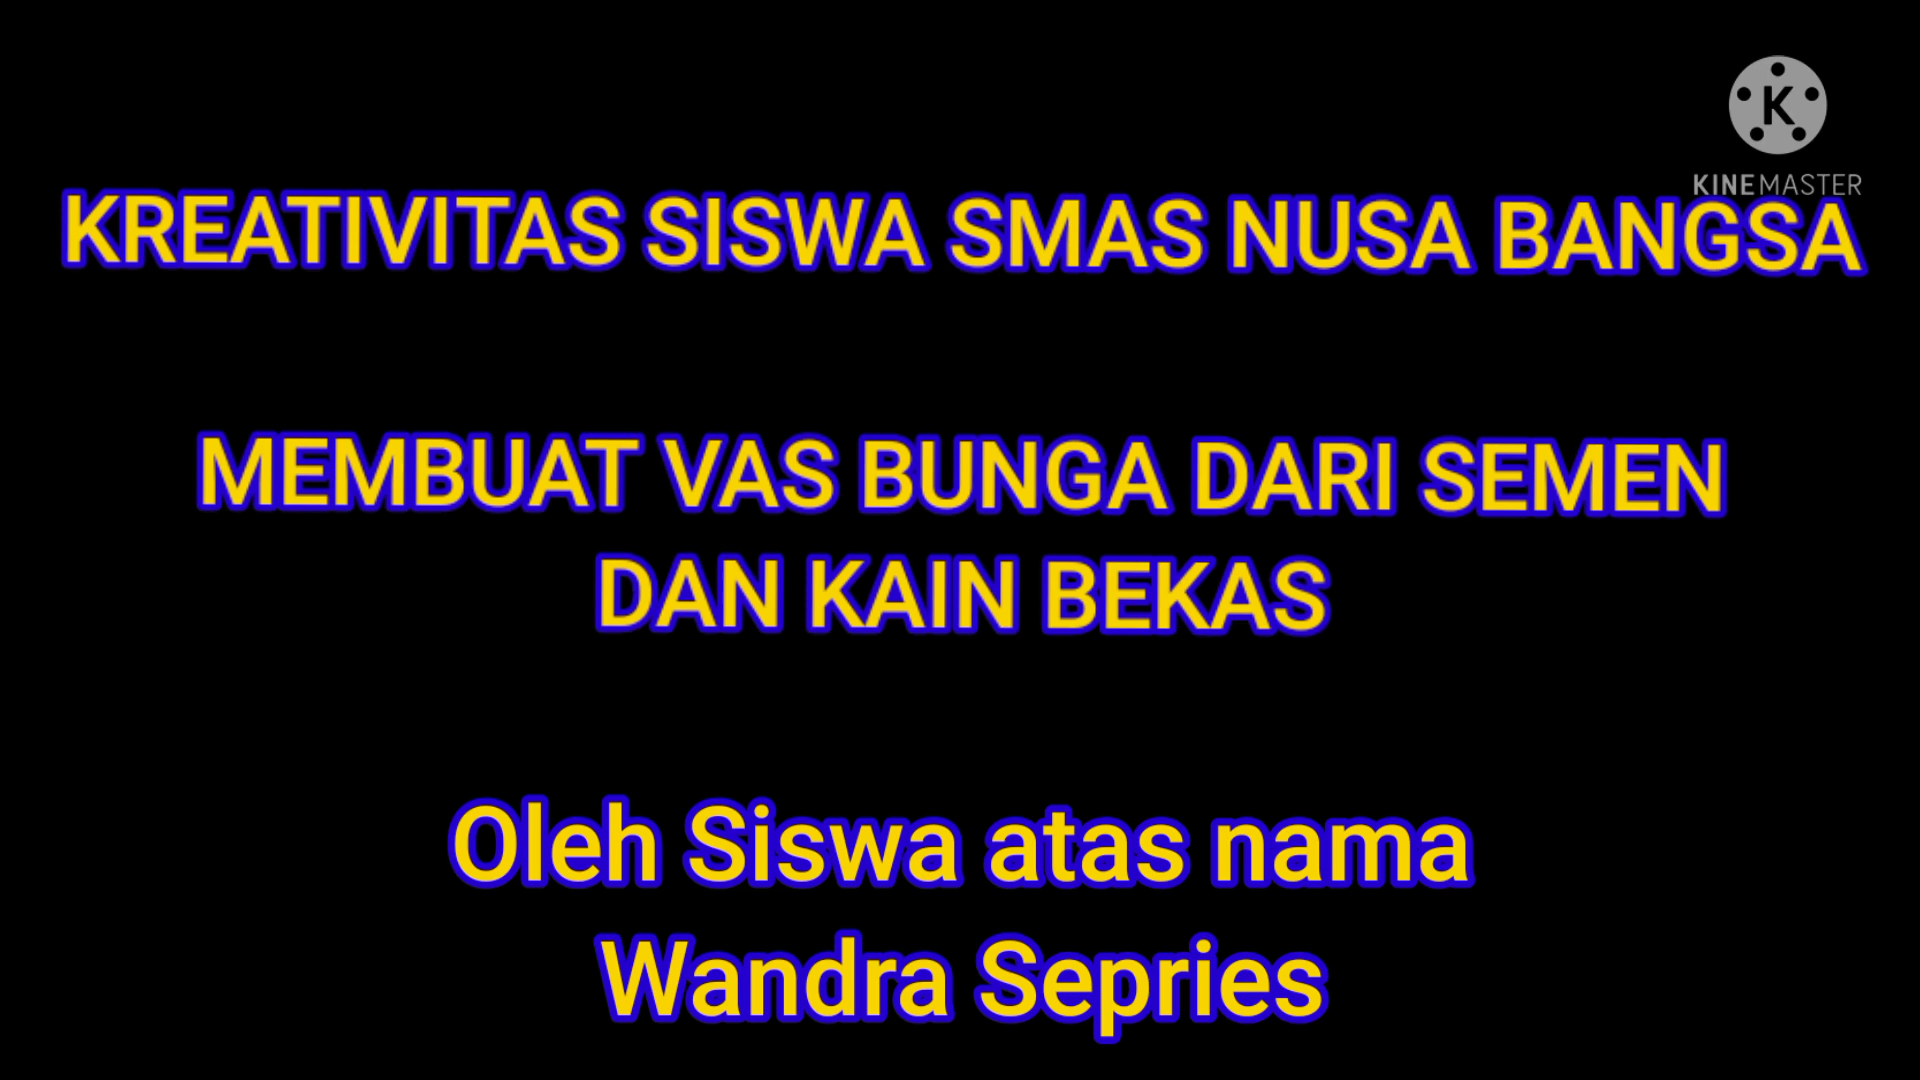 KINEMASTER
KREATIVITAS SISWA SMAS NUSA BANGSA
MEMBUAT VAS BUNGA DARI SEMEN
DAN KAIN BEKAS
Oleh Siswa atas nama
Wandra Sepries